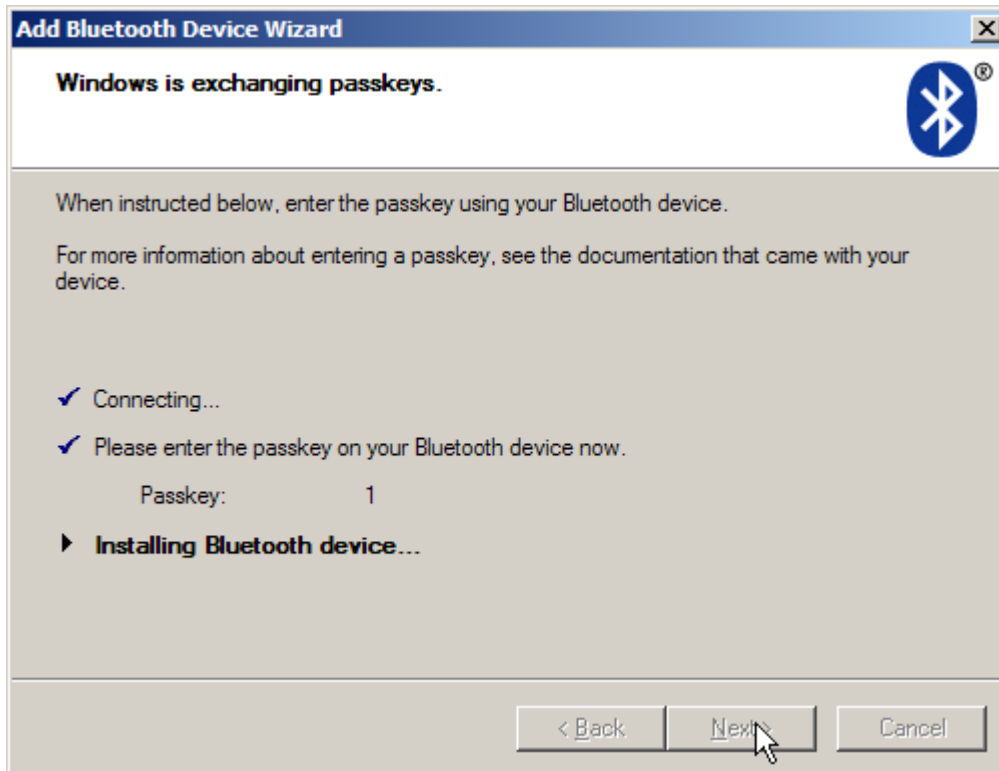 Add Bluetooth Device Wizard
Windows is exchanging passkeys.
®
When instructed below, enter the passkey using your Bluetooth device.
For more information about entering a passkey, see the documentation that came with your
device.
Connecting...
Please enter the passkey on your Bluetooth device now.
Passkey: 1
Installing Bluetooth device...
< Back Next > Cancel